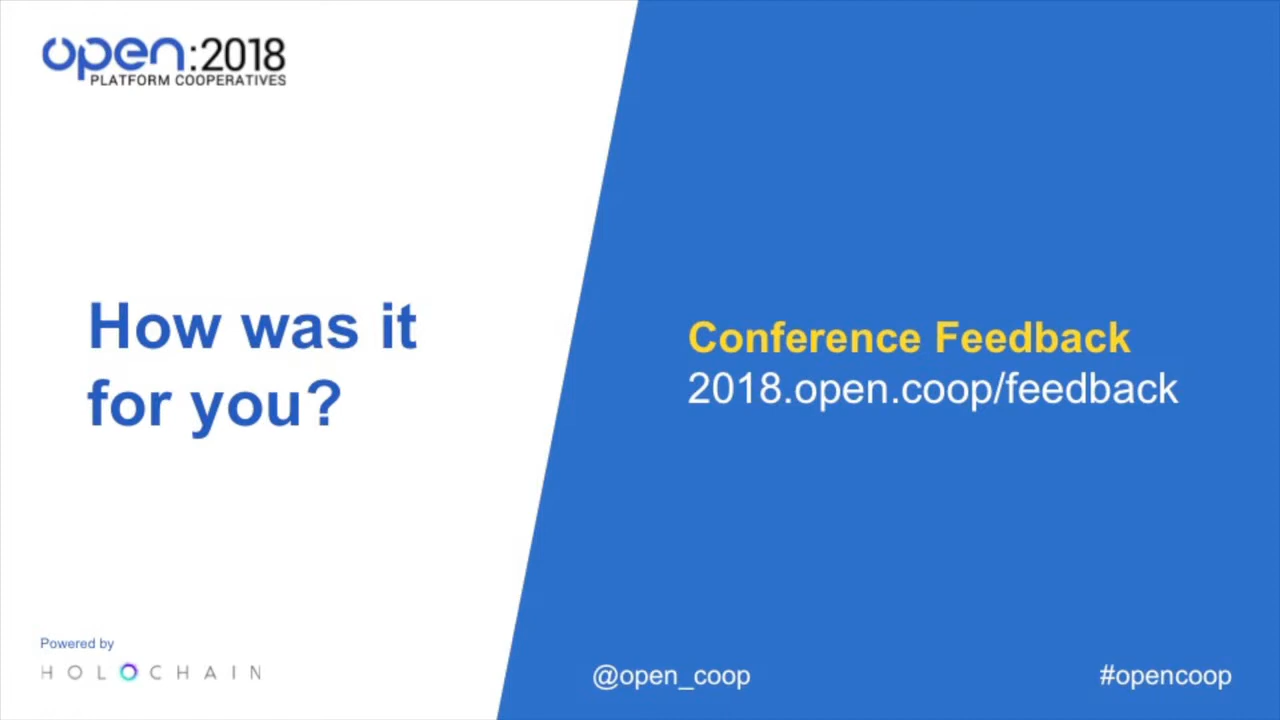 open:2018
PLATFORM COOPERATIVES
How was it
for you?
Conference Feedback
2018.open.coop/feedback
Powered by
HOLOCHAIN
@open_coop
#opencoop